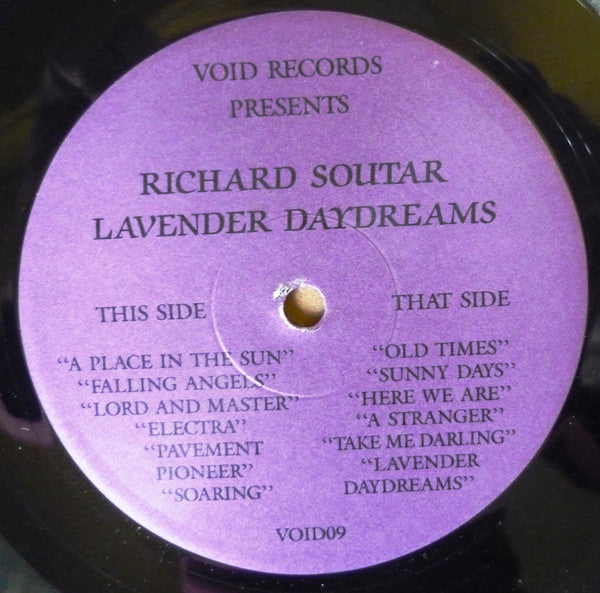 VOID RECORDS
PRESENTS
RICHARD SOUTAR
LAVENDER DAYDREAMS
THIS SIDE
“A PLACE IN THE SUN”
“FALLING ANGELS”
“LORD AND MASTER”
“ELECTRA”
“PAVEMENT
PIONEER”
“SOARING”
THAT SIDE
“OLD TIMES”
“SUNNY DAYS”
“HERE WE ARE”
“A STRANGER”
“TAKE ME DARLING”
“LAVENDER
DAYDREAMS”
VOID09